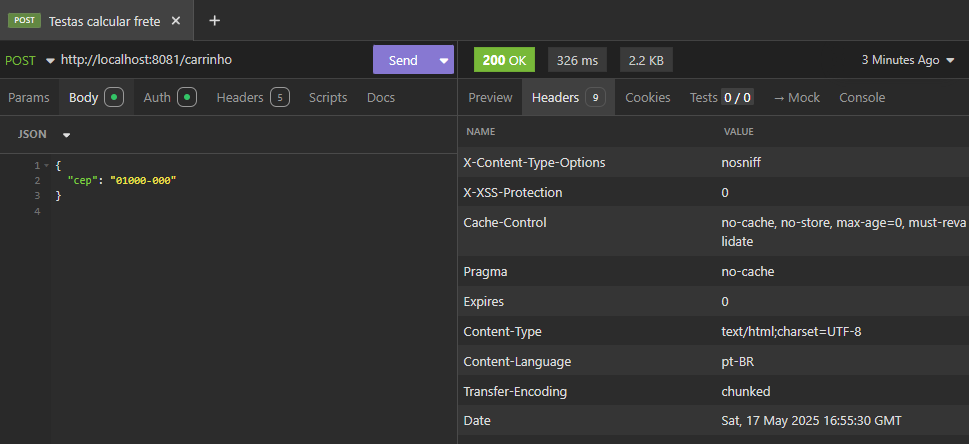 POST Testas calcular frete × +
POST http://localhost:8081/carrinho Send
200 OK 326 ms 2.2 KB 3 Minutes Ago
Params Body Auth Headers 5 Scripts Docs
Preview Headers 9 Cookies Tests 0 / 0 → Mock Console
JSON
1 {
2 "cep": "01000-000"
3 }
4
NAME VALUE
X-Content-Type-Options nosniff
X-XSS-Protection 0
Cache-Control no-cache, no-store, max-age=0, must-reva
lidate
Pragma no-cache
Expires 0
Content-Type text/html;charset=UTF-8
Content-Language pt-BR
Transfer-Encoding chunked
Date Sat, 17 May 2025 16:55:30 GMT